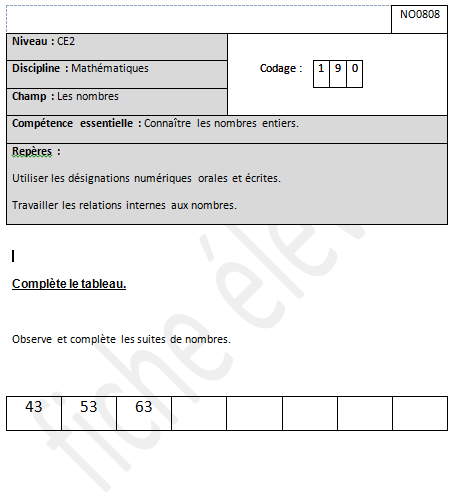 NO0808
Niveau : CE2
Discipline : Mathématiques
Codage : 1 9 0
Champ : Les nombres
Compétence essentielle : Connaître les nombres entiers.
Repères :
Utiliser les désignations numériques orales et écrites.
Travailler les relations internes aux nombres.
Complète le tableau.
Observe et complète les suites de nombres.
43 53 63
fiche élève